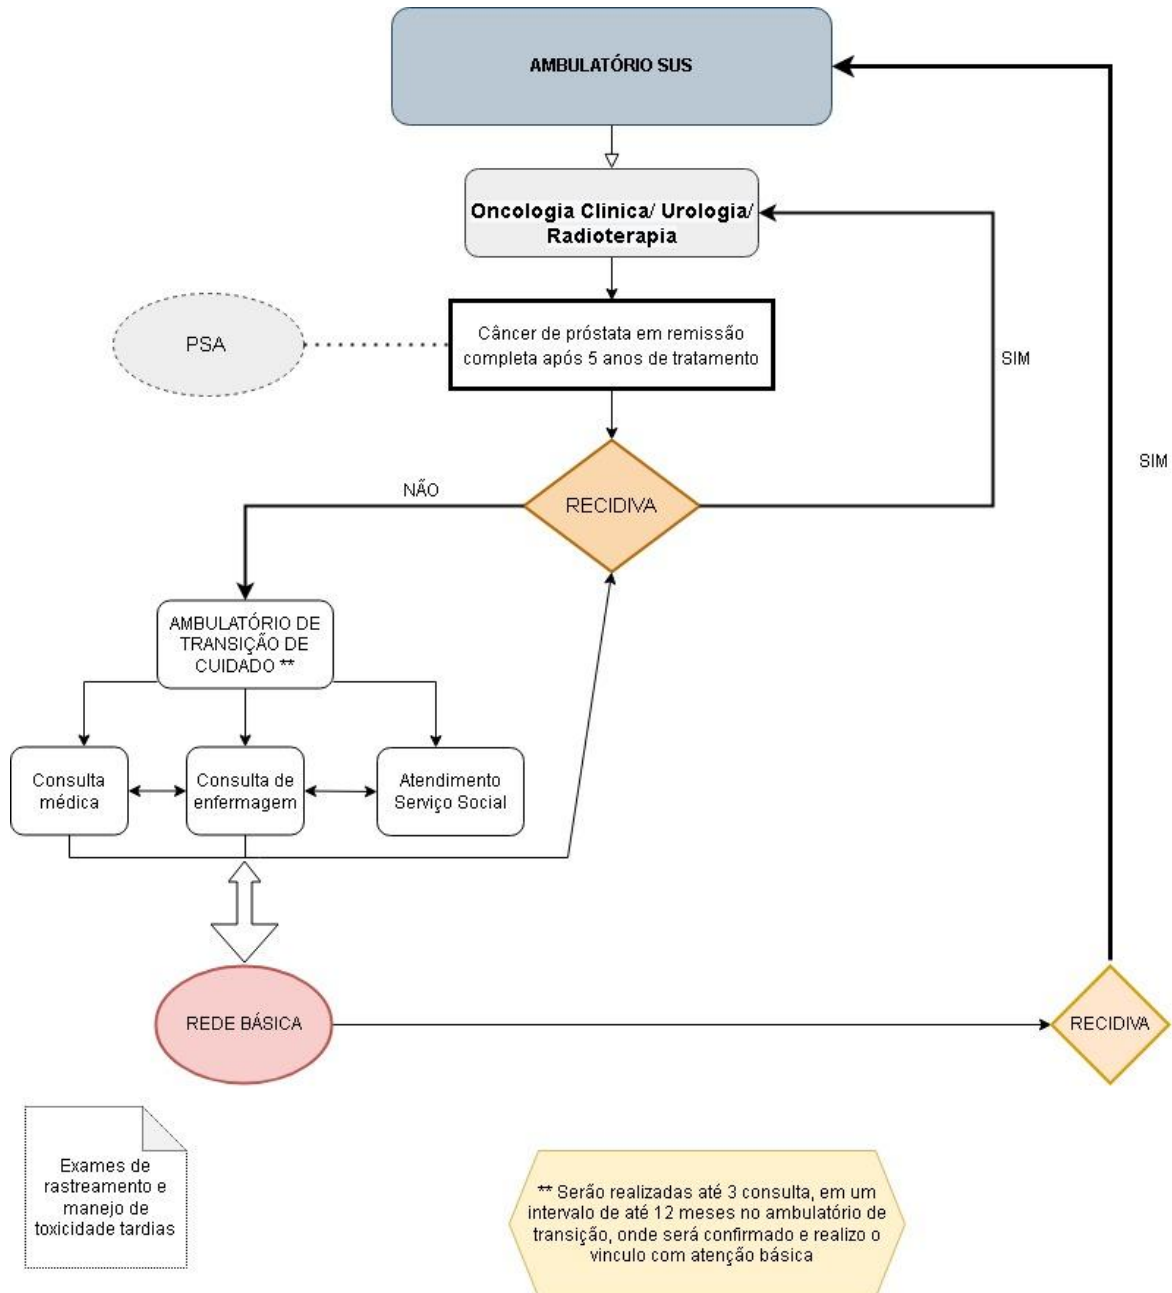 AMBULATÓRIO SUS
Oncologia Clinica/ Urologia/
Radioterapia
PSA
Câncer de próstata em remissão
completa após 5 anos de tratamento
SIM
SIM
NÃO
RECIDIVA
AMBULATÓRIO DE
TRANSIÇÃO DE
CUIDADO **
Consulta
médica
Consulta de
enfermagem
Atendimento
Serviço Social
REDE BÁSICA
RECIDIVA
Exames de
rastreamento e
manejo de
toxicidade tardias
** Serão realizadas até 3 consulta, em um
intervalo de até 12 meses no ambulatório de
transição, onde será confirmado e realizo o
vinculo com atenção básica